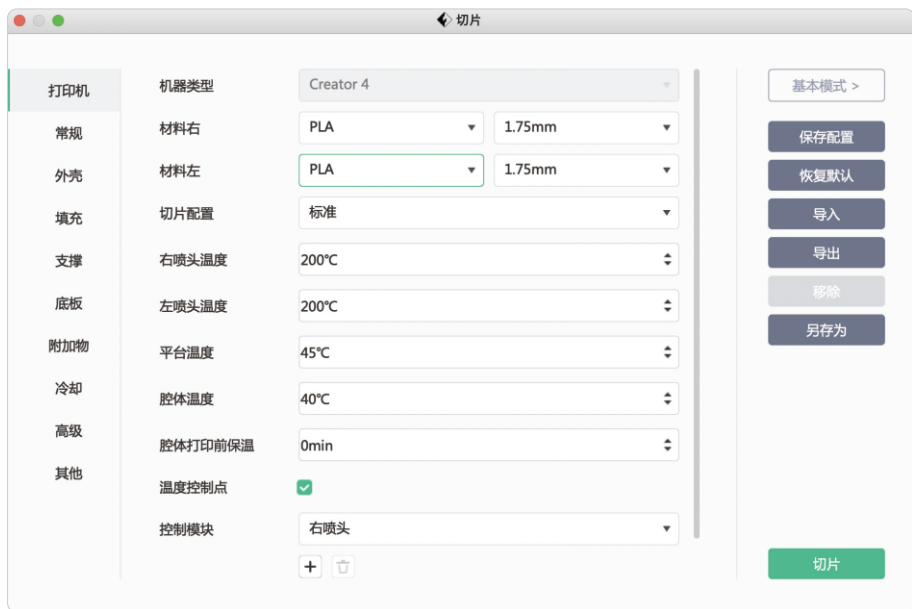 切片
打印机
常规
外壳
填充
支撑
底板
附加物
冷却
高级
其他
机器类型 Creator 4
材料右 PLA 1.75mm
材料左 PLA 1.75mm
切片配置 标准
右喷头温度 200℃
左喷头温度 200℃
平台温度 45℃
腔体温度 40℃
腔体打印前保温 0min
温度控制点
控制模块 右喷头
基本模式 >
保存配置
恢复默认
导入
导出
移除
另存为
切片